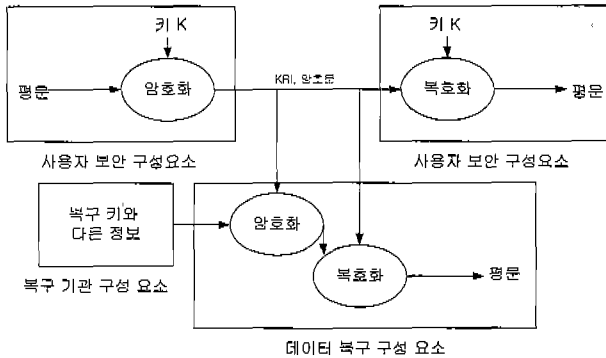 키 K
키 K
평문
암호화
KRI, 암호문
복호화
평문
사용자 보안 구성요소
사용자 보안 구성요소
복구 키와
다른 정보
암호화
복호화
평문
복구 기관 구성 요소
데이터 복구 구성 요소